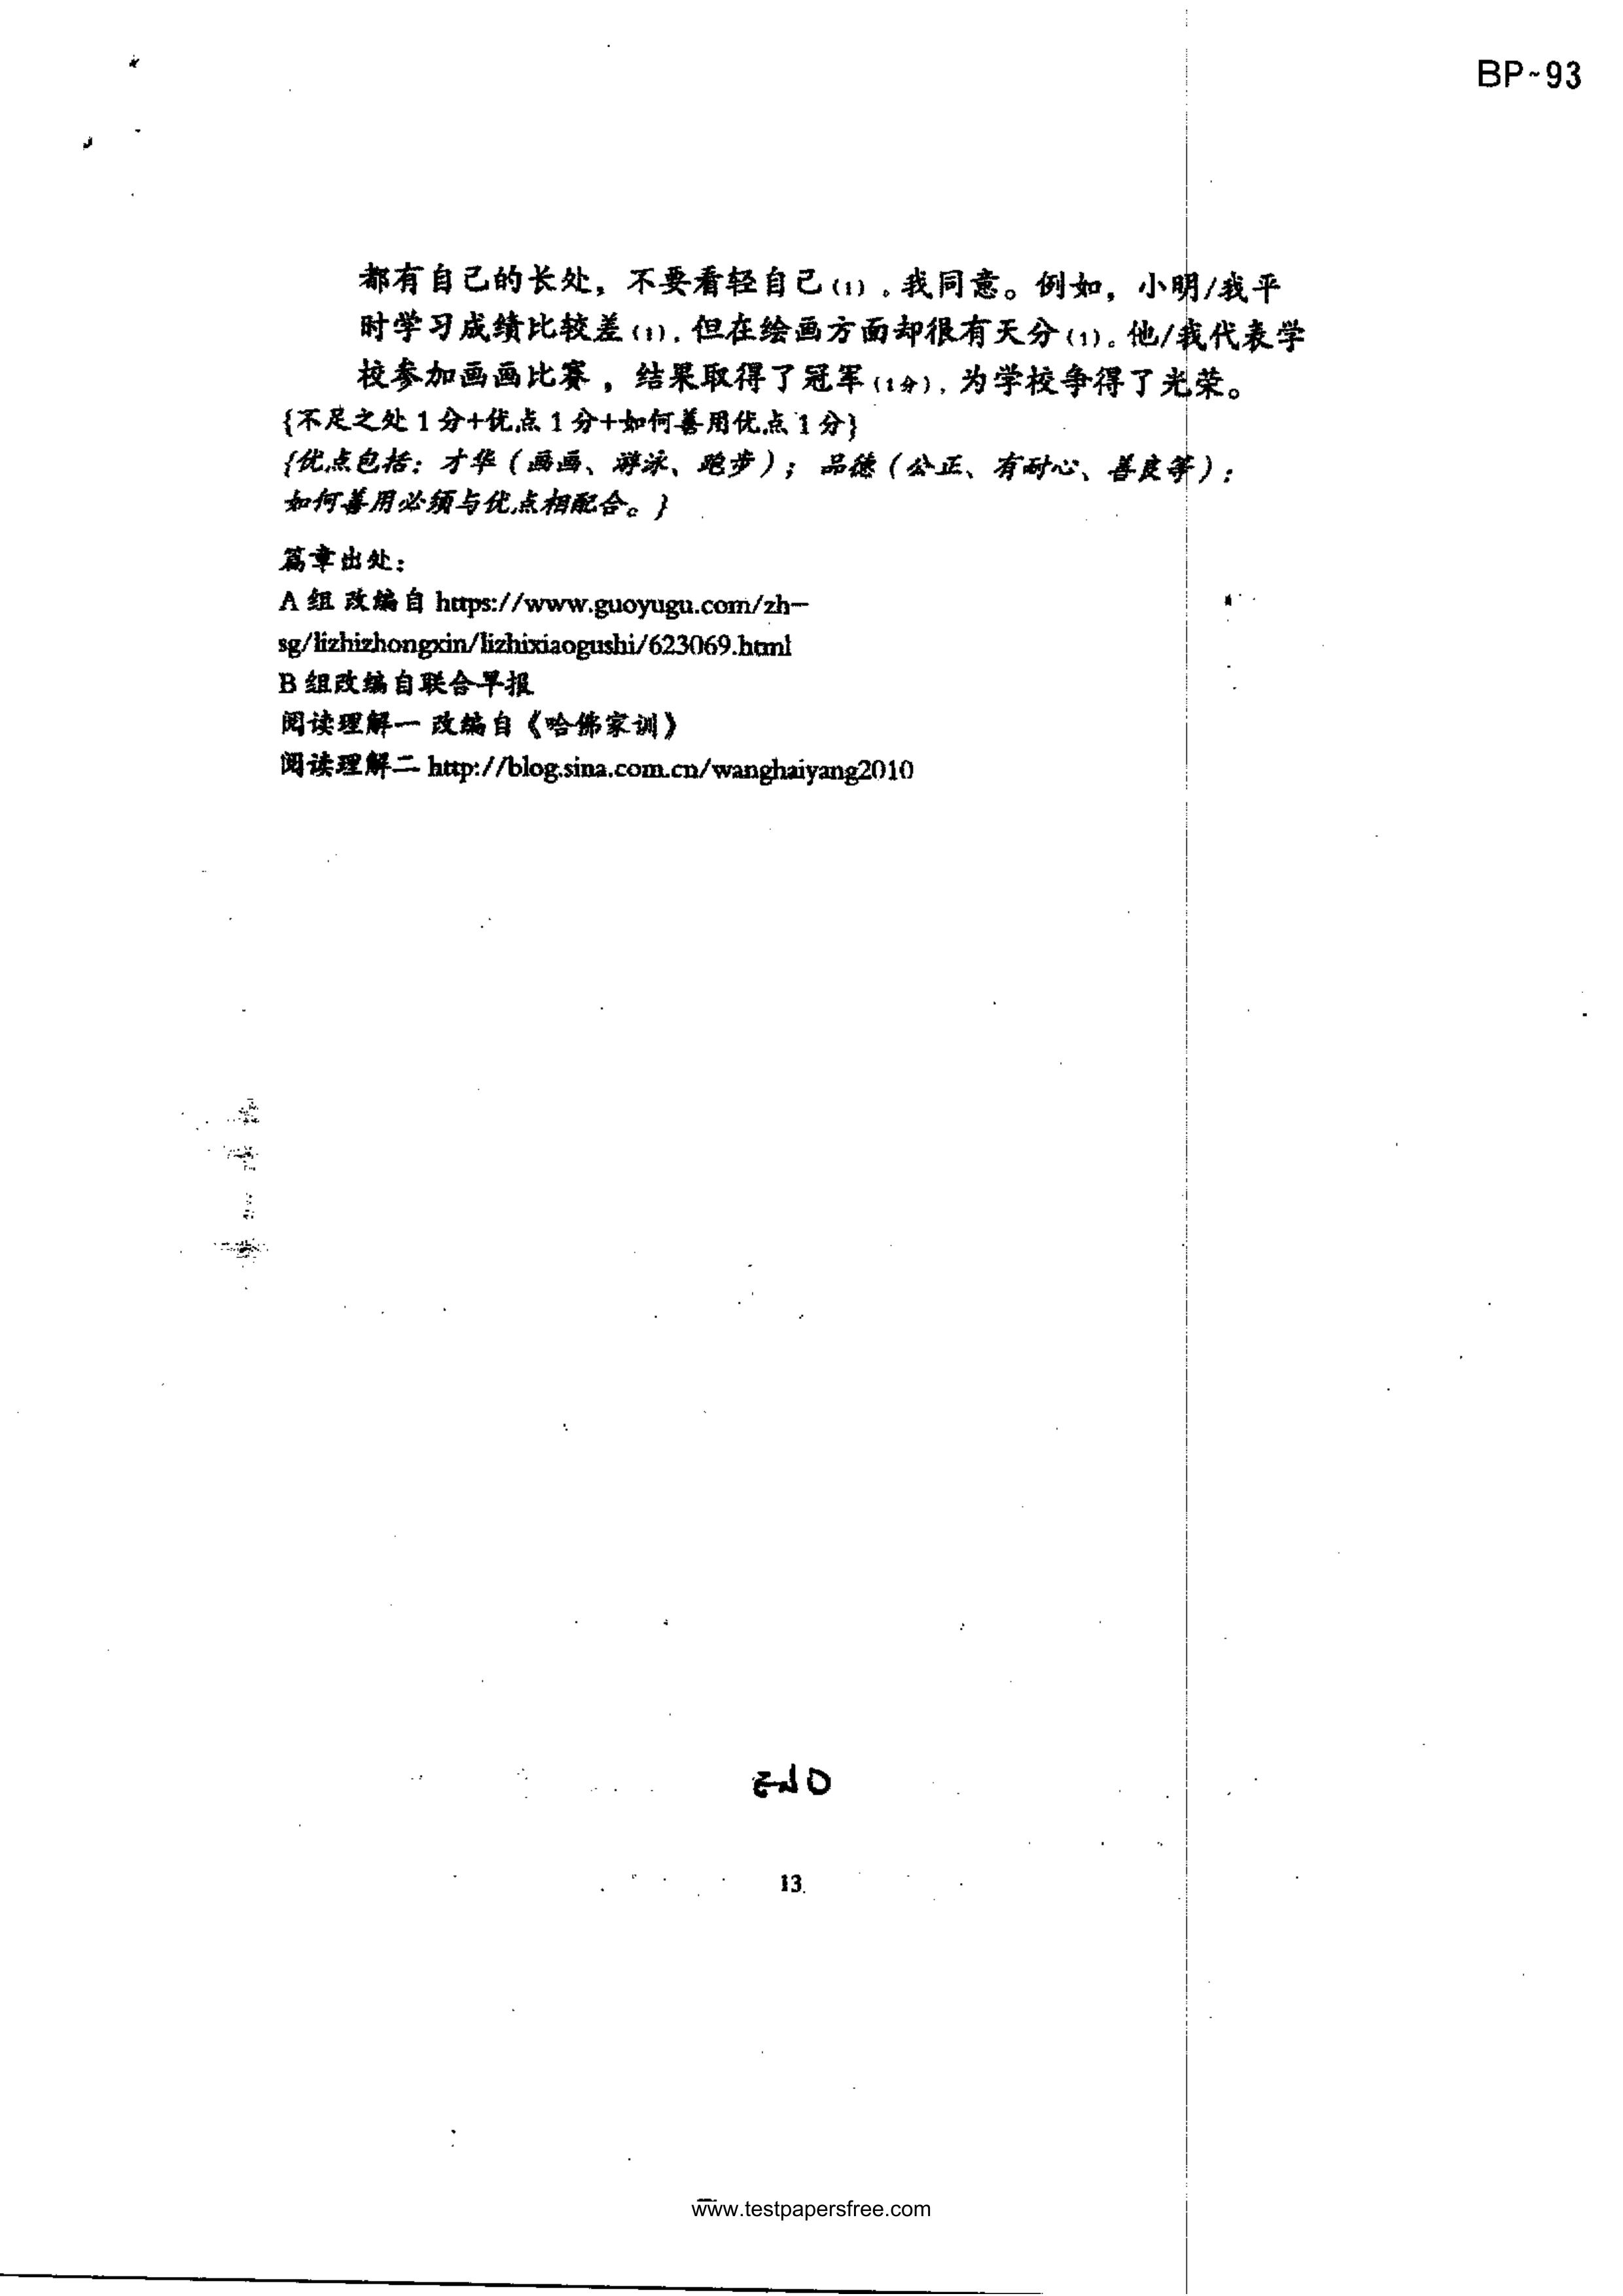 BP~93
都有自己的长处，不要看轻自己(1)。我同意。例如，小明/我平
时学习成绩比较差(1)，但在绘画方面却很有天分(1)。他/我代表学
校参加画画比赛，结果取得了冠军(1分)，为学校争得了光荣。
{不足之处1分+优点1分+如何善用优点1分}
{优点包括：才华（画画、游泳、跑步）；品德（公正、有耐心、善良等）；
如何善用必须与优点相配合。}
篇章出处：
A 组 改编自 https://www.guoyugu.com/zh-
sg/lizhizhongxin/lizhixiaogushi/623069.html
B 组改编自联合早报
阅读理解一 改编自《哈佛家训》
阅读理解二 http://blog.sina.com.cn/wanghaiyang2010
END
13
www.testpapersfree.com